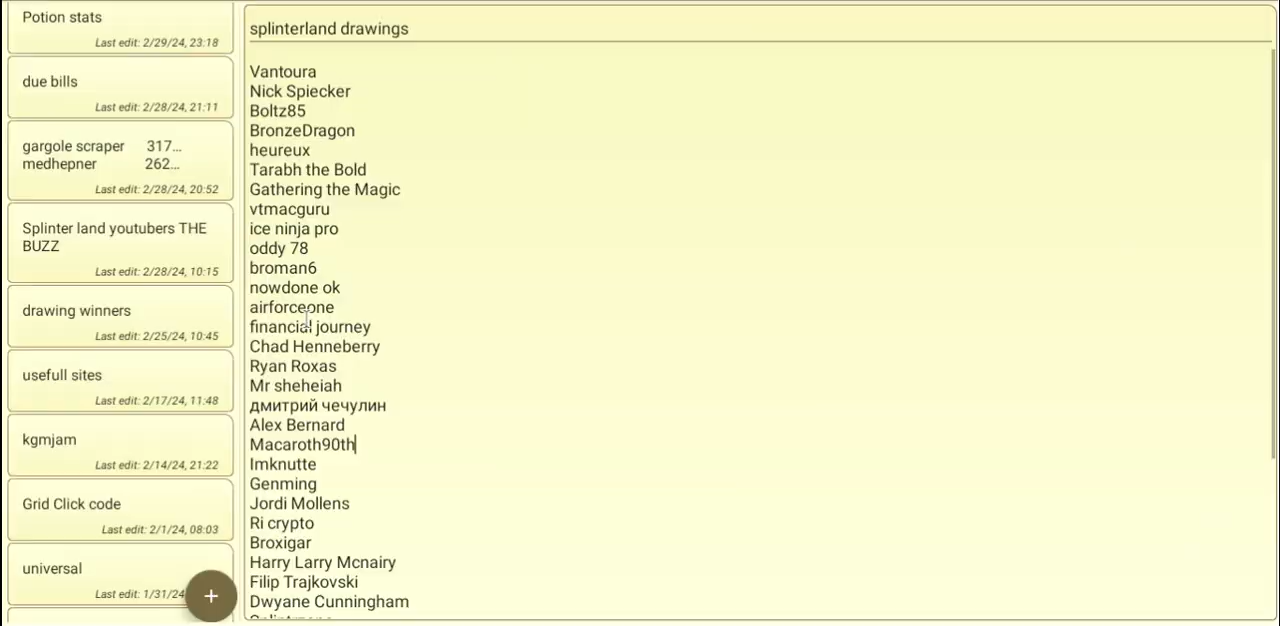 Potion stats
Last edit: 2/29/24, 23:18
due bills
Last edit: 2/28/24, 21:11
gargole scraper 317...
medhepner 262...
Last edit: 2/28/24, 20:52
Splinter land youtubers THE
BUZZ
Last edit: 2/28/24, 10:15
drawing winners
Last edit: 2/25/24, 10:45
usefull sites
Last edit: 2/17/24, 11:48
kgmjam
Last edit: 2/14/24, 21:22
Grid Click code
Last edit: 2/1/24, 08:03
universal
Last edit: 1/31/24
+
splinterland drawings
Vantoura
Nick Spiecker
Boltz85
BronzeDragon
heureux
Tarabh the Bold
Gathering the Magic
vtmacguru
ice ninja pro
oddy 78
broman6
nowdone ok
airforceone
financial journey
Chad Henneberry
Ryan Roxas
Mr sheheiah
дмитрий чечулин
Alex Bernard
Macaroth90th
Imknutte
Genming
Jordi Mollens
Ri crypto
Broxigar
Harry Larry Mcnairy
Filip Trajkovski
Dwyane Cunningham